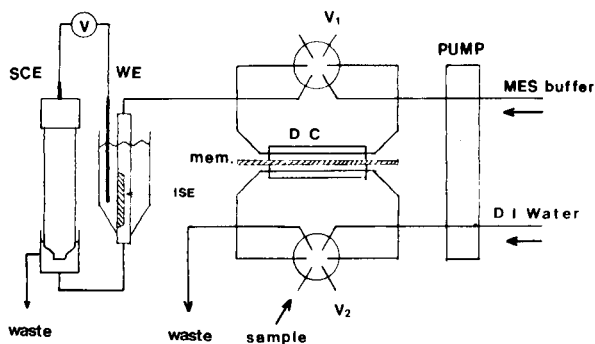 V
V₁
SCE
WE
PUMP
MES buffer
D C
mem.
ISE
D I Water
waste
waste
sample
V₂